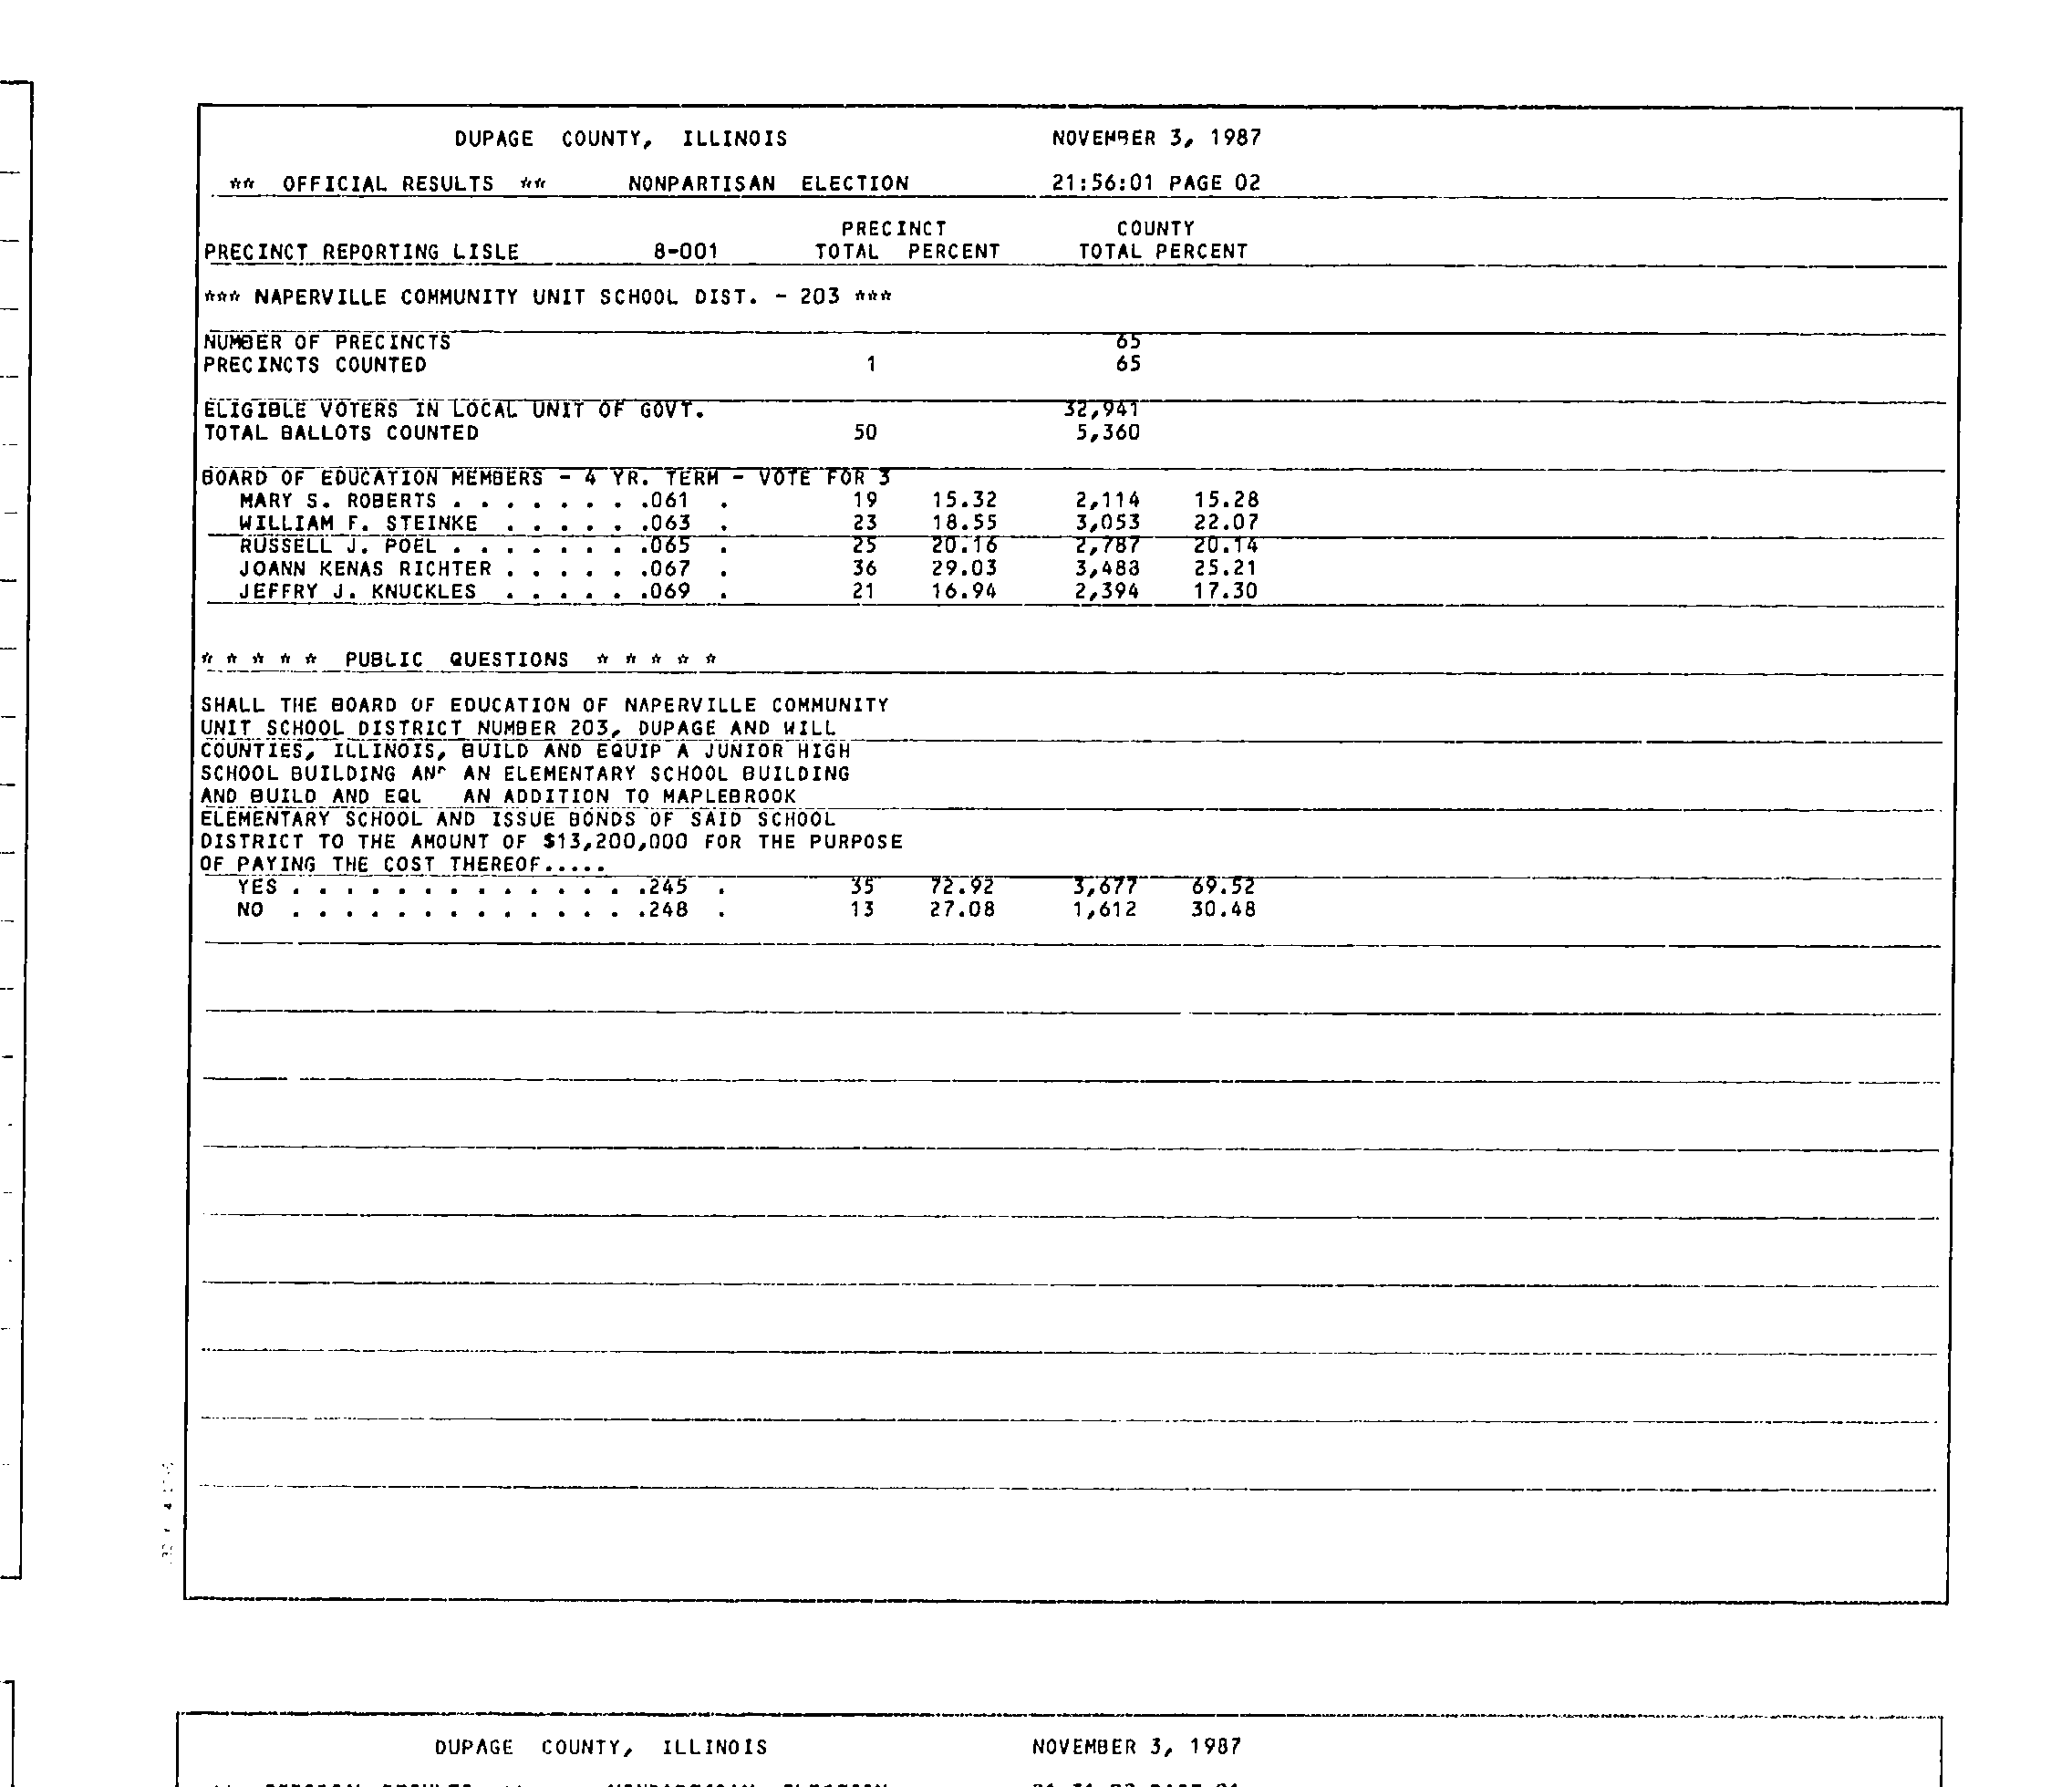 DUPAGE COUNTY, ILLINOIS NOVEMBER 3, 1987
** OFFICIAL RESULTS ** NONPARTISAN ELECTION 21:56:01 PAGE 02
PRECINCT COUNTY
PRECINCT REPORTING LISLE 8-001 TOTAL PERCENT TOTAL PERCENT
*** NAPERVILLE COMMUNITY UNIT SCHOOL DIST. - 203 ***
NUMBER OF PRECINCTS 65
PRECINCTS COUNTED 1 65
ELIGIBLE VOTERS IN LOCAL UNIT OF GOVT. 32,941
TOTAL BALLOTS COUNTED 50 5,360
BOARD OF EDUCATION MEMBERS - 4 YR. TERM - VOTE FOR 3
MARY S. ROBERTS . . . . . . . .061 . 19 15.32 2,114 15.28
WILLIAM F. STEINKE . . . . . .063 . 23 18.55 3,053 22.07
RUSSELL J. POEL . . . . . . . .065 . 25 20.16 2,787 20.14
JOANN KENAS RICHTER . . . . . .067 . 36 29.03 3,488 25.21
JEFFRY J. KNUCKLES . . . . . .069 . 21 16.94 2,394 17.30
* * * * * PUBLIC QUESTIONS * * * * *
SHALL THE BOARD OF EDUCATION OF NAPERVILLE COMMUNITY
UNIT SCHOOL DISTRICT NUMBER 203, DUPAGE AND WILL
COUNTIES, ILLINOIS, BUILD AND EQUIP A JUNIOR HIGH
SCHOOL BUILDING AN AN ELEMENTARY SCHOOL BUILDING
AND BUILD AND EQ AN ADDITION TO MAPLEBROOK
ELEMENTARY SCHOOL AND ISSUE BONDS OF SAID SCHOOL
DISTRICT TO THE AMOUNT OF $13,200,000 FOR THE PURPOSE
OF PAYING THE COST THEREOF.....
YES . . . . . . . . . . . . . .245 . 35 72.92 3,677 69.52
NO . . . . . . . . . . . . . .248 . 13 27.08 1,612 30.48
DUPAGE COUNTY, ILLINOIS NOVEMBER 3, 1987